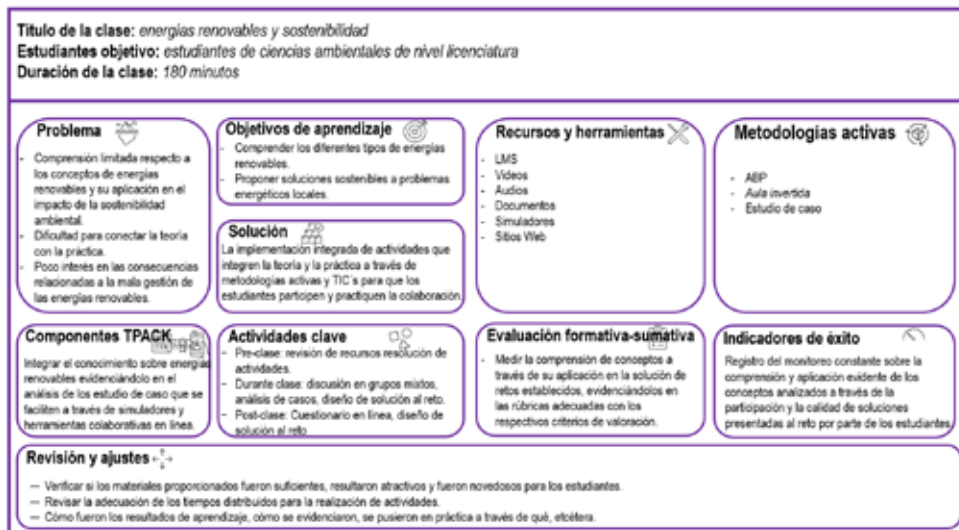 Título de la clase: energías renovables y sostenibilidad
Estudiantes objetivo: estudiantes de ciencias ambientales de nivel licenciatura
Duración de la clase: 180 minutos
Problema
- Comprensión limitada respecto a
los conceptos de energías
renovables y su aplicación en el
impacto de la sostenibilidad
ambiental.
- Dificultad para conectar la teoría
con la práctica.
- Poco interés en las consecuencias
relacionadas a la mala gestión de
las energías renovables.
Objetivos de aprendizaje
- Comprender los diferentes tipos de energías
renovables.
- Proponer soluciones sostenibles a problemas
energéticos locales.
Solución
La implementación integrada de actividades que
integren la teoría y la práctica a través de
metodologías activas y TIC´s para que los
estudiantes participen y practiquen la colaboración.
Recursos y herramientas
- LMS
- Videos
- Audios
- Documentos
- Simuladores
- Sitios Web
Metodologías activas
- ABP
- Aula invertida
- Estudio de caso
Componentes TPACK
Integrar el conocimiento sobre energías
renovables evidenciándolo en el
análisis de los estudio de caso que se
faciliten a través de simuladores y
herramientas colaborativas en línea.
Actividades clave
- Pre-clase: revisión de recursos resolución de
actividades.
- Durante clase: discusión en grupos mixtos,
análisis de casos, diseño de solución al reto.
- Post-clase: Cuestionario en línea, diseño de
solución al reto
Evaluación formativa-sumativa
- Medir la comprensión de conceptos a
través de su aplicación en la solución de
retos establecidos, evidenciándolos en
las rúbricas adecuadas con los
respectivos criterios de valoración.
Indicadores de éxito
Registro del monitoreo constante sobre la
comprensión y aplicación evidente de los
conceptos analizados a través de la
participación y la calidad de soluciones
presentadas al reto por parte de los estudiantes.
Revisión y ajustes
— Verificar si los materiales proporcionados fueron suficientes, resultaron atractivos y fueron novedosos para los estudiantes.
— Revisar la adecuación de los tiempos distribuidos para la realización de actividades.
— Cómo fueron los resultados de aprendizaje, cómo se evidenciaron, se pusieron en práctica a través de qué, etcétera.